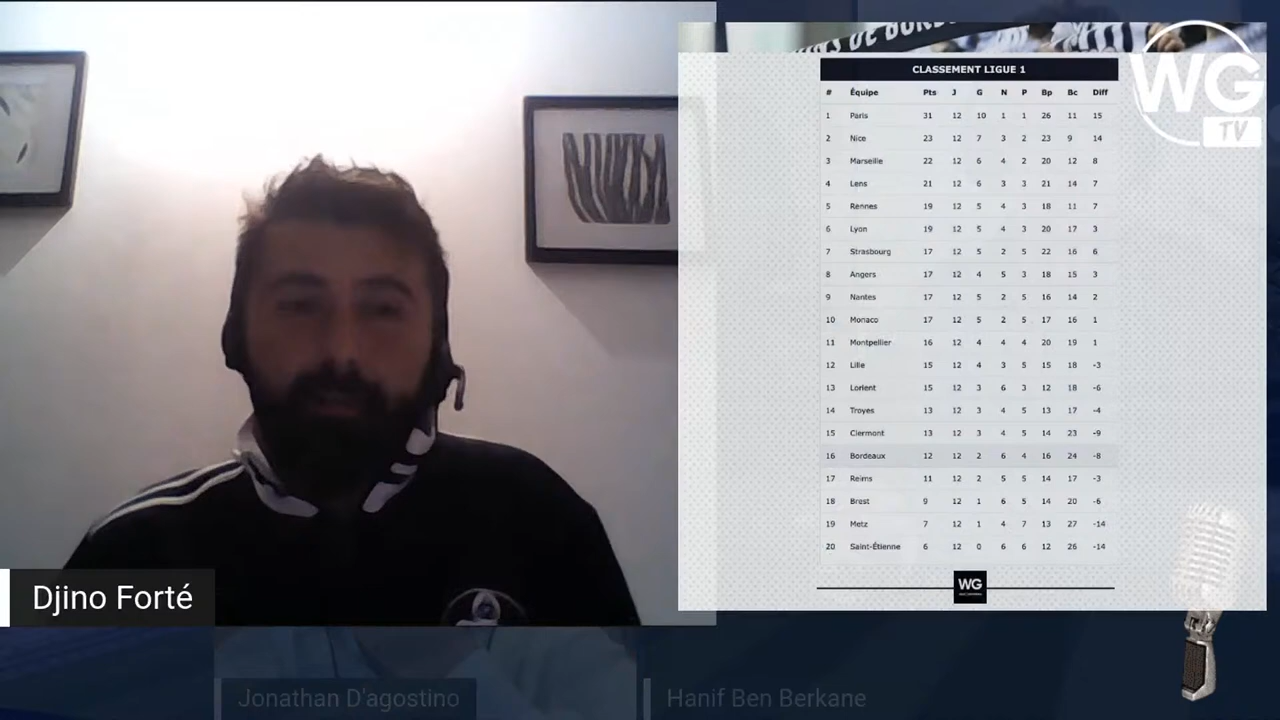 NS DE BORD
WG
TV
CLASSEMENT LIGUE 1
# Équipe Pts J G N P Bp Bc Diff
1 Paris 31 12 10 1 1 26 11 15
2 Nice 23 12 7 3 2 23 9 14
3 Marseille 22 12 6 4 2 20 12 8
4 Lens 21 12 6 3 3 21 14 7
5 Rennes 19 12 5 4 3 18 11 7
6 Lyon 19 12 5 4 3 20 17 3
7 Strasbourg 17 12 5 2 5 22 16 6
8 Angers 17 12 4 5 3 18 15 3
9 Nantes 17 12 5 2 5 16 14 2
10 Monaco 17 12 5 2 5 17 16 1
11 Montpellier 16 12 4 4 4 20 19 1
12 Lille 15 12 4 3 5 15 18 -3
13 Lorient 15 12 3 6 3 12 18 -6
14 Troyes 13 12 3 4 5 13 17 -4
15 Clermont 13 12 3 4 5 14 23 -9
16 Bordeaux 12 12 2 6 4 16 24 -8
17 Reims 11 12 2 5 5 14 17 -3
18 Brest 9 12 1 6 5 14 20 -6
19 Metz 7 12 1 4 7 13 27 -14
20 Saint-Étienne 6 12 0 6 6 12 26 -14
WG
Djino Forté
Jonathan D'agostino
Hanif Ben Berkane